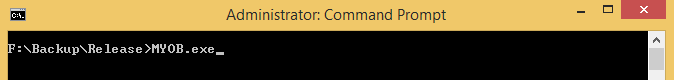 Administrator: Command Prompt
F:\Backup\Release>MYOB.exe_